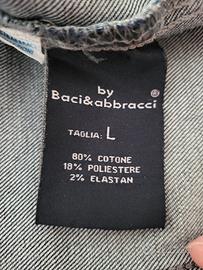 by
Baci&abbracci
®
TAGLIA: L
80% COTONE
18% POLIESTERE
2% ELASTAN